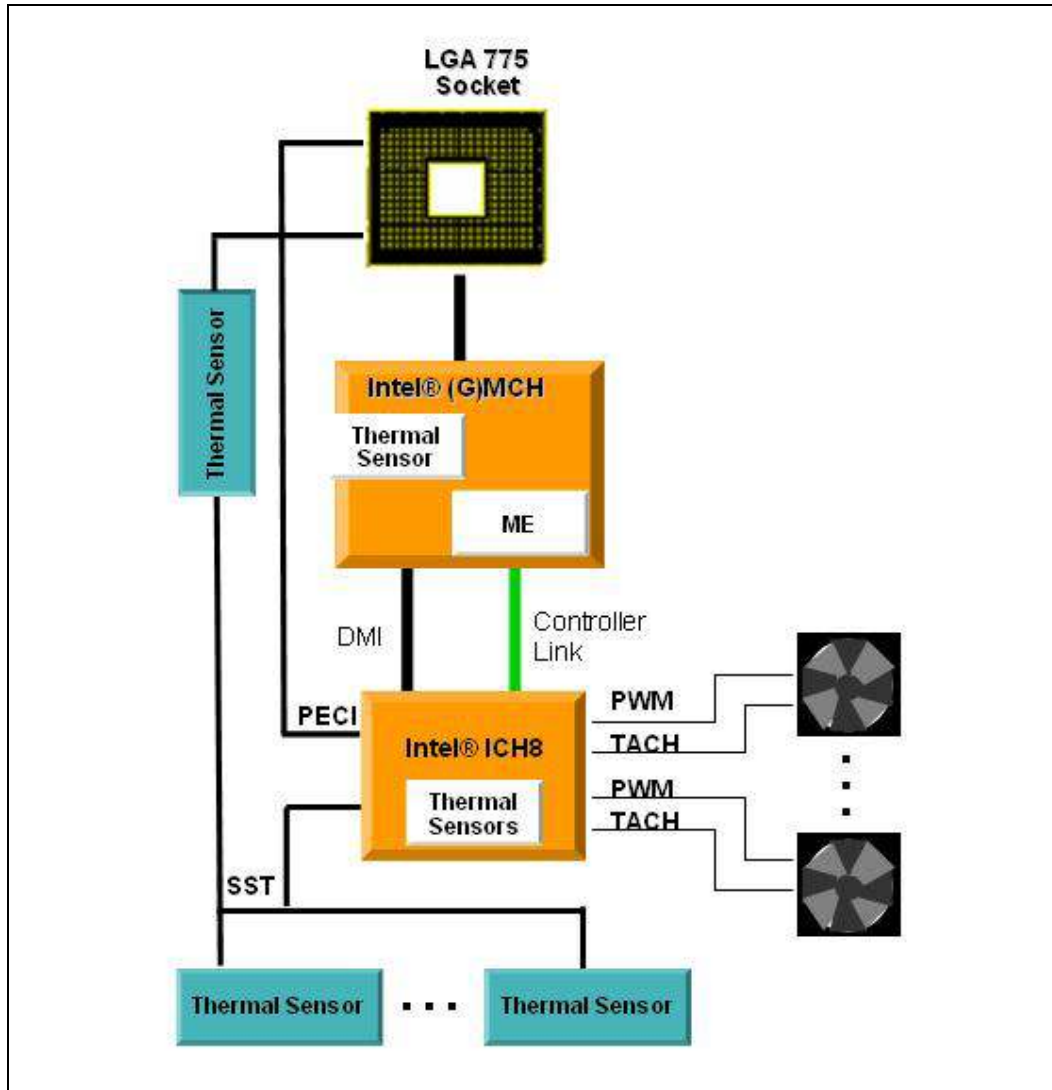 LGA 775
Socket
Thermal Sensor
Intel® (G)MCH
Thermal
Sensor
ME
DMI
Controller
Link
PECI
Intel® ICH8
Thermal
Sensors
PWM
TACH
PWM
TACH
SST
Thermal Sensor
Thermal Sensor